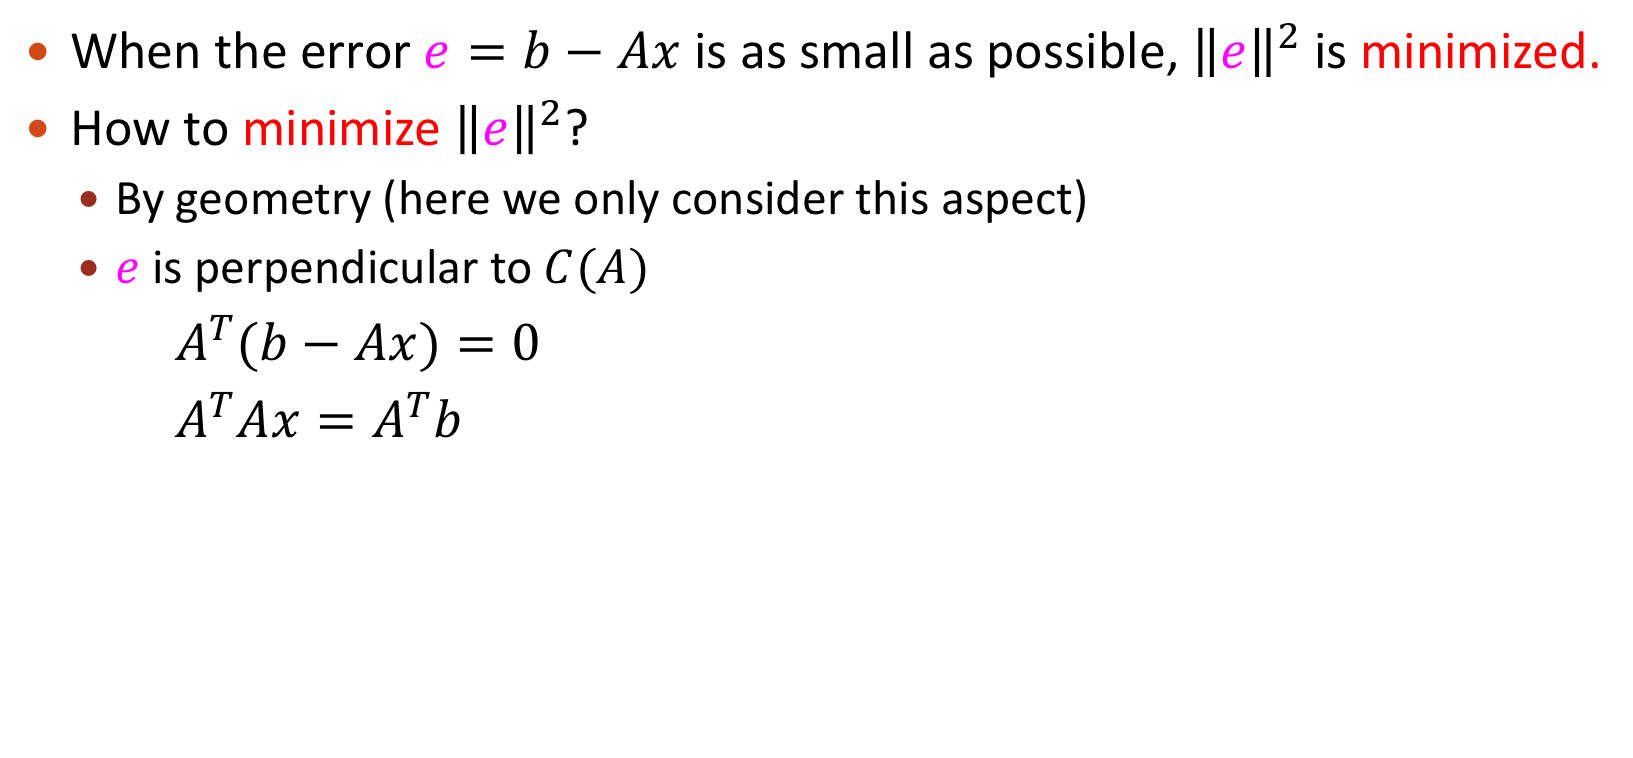 • When the error 𝑒 = 𝑏 − 𝐴𝑥 is as small as possible, ‖𝑒‖² is minimized.
• How to minimize ‖𝑒‖²?
• By geometry (here we only consider this aspect)
• 𝑒 is perpendicular to 𝐶(𝐴)
𝐴ᵀ(𝑏 − 𝐴𝑥) = 0
𝐴ᵀ𝐴𝑥 = 𝐴ᵀ𝑏